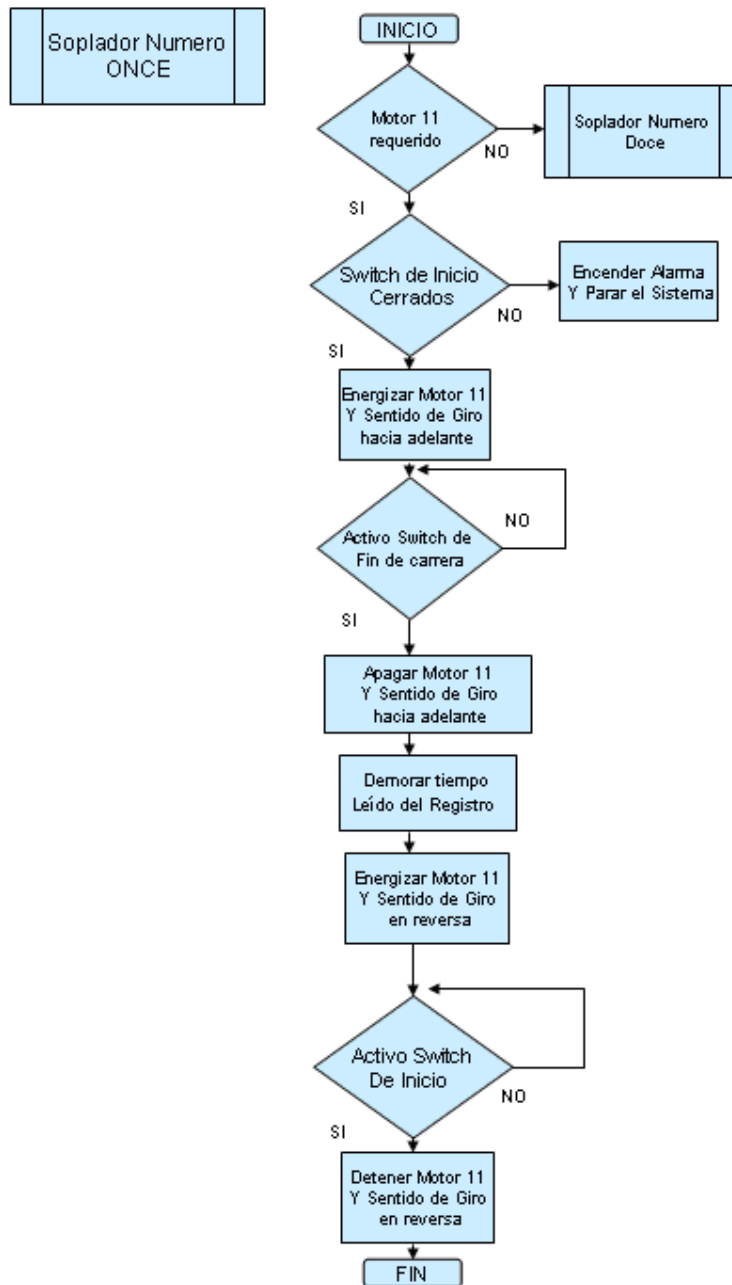 Soplador Numero
ONCE
INICIO
Motor 11
requerido
NO
Soplador Numero
Doce
SI
Switch de Inicio
Cerrados
NO
Encender Alarma
Y Parar el Sistema
SI
Energizar Motor 11
Y Sentido de Giro
hacia adelante
Activo Switch de
Fin de carrera
NO
SI
Apagar Motor 11
Y Sentido de Giro
hacia adelante
Demorar tiempo
Leído del Registro
Energizar Motor 11
Y Sentido de Giro
en reversa
Activo Switch
De Inicio
NO
SI
Detener Motor 11
Y Sentido de Giro
en reversa
FIN